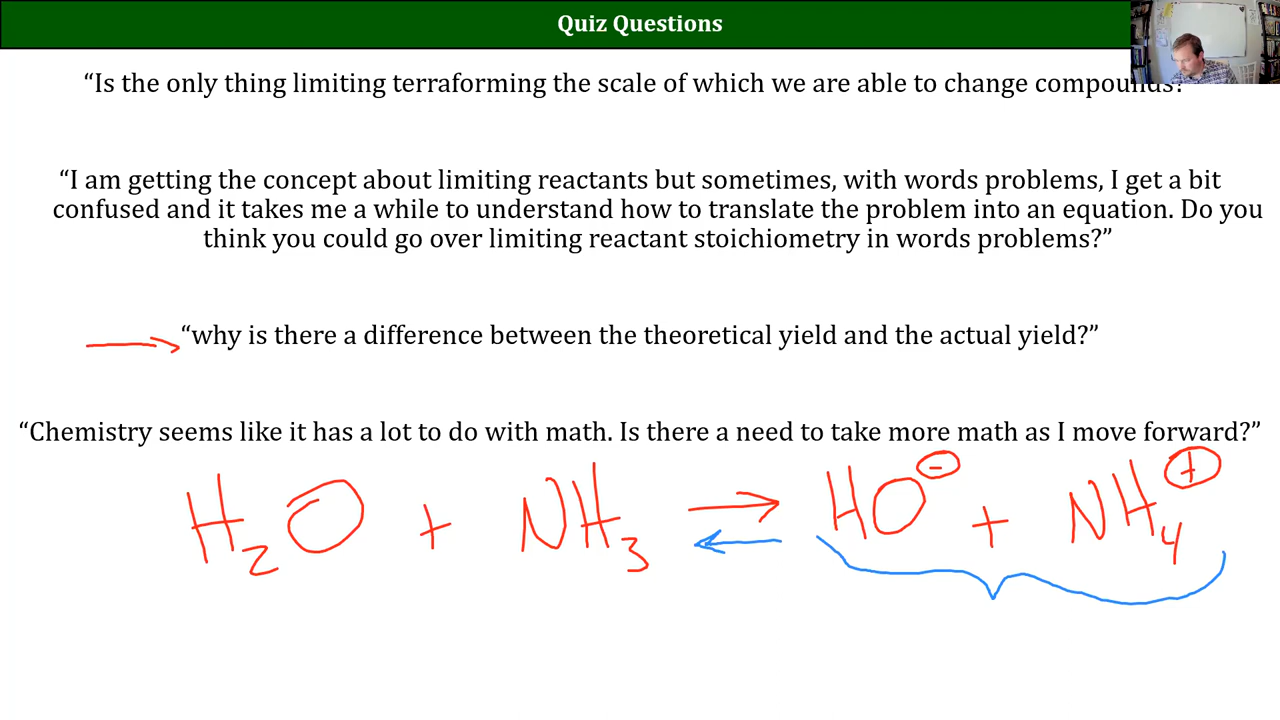 Quiz Questions
“Is the only thing limiting terraforming the scale of which we are able to change compounds?
“I am getting the concept about limiting reactants but sometimes, with words problems, I get a bit
confused and it takes me a while to understand how to translate the problem into an equation. Do you
think you could go over limiting reactant stoichiometry in words problems?”
“why is there a difference between the theoretical yield and the actual yield?”
“Chemistry seems like it has a lot to do with math. Is there a need to take more math as I move forward?”
H₂O + NH₃ ⇄ HO⁻ + NH₄⁺